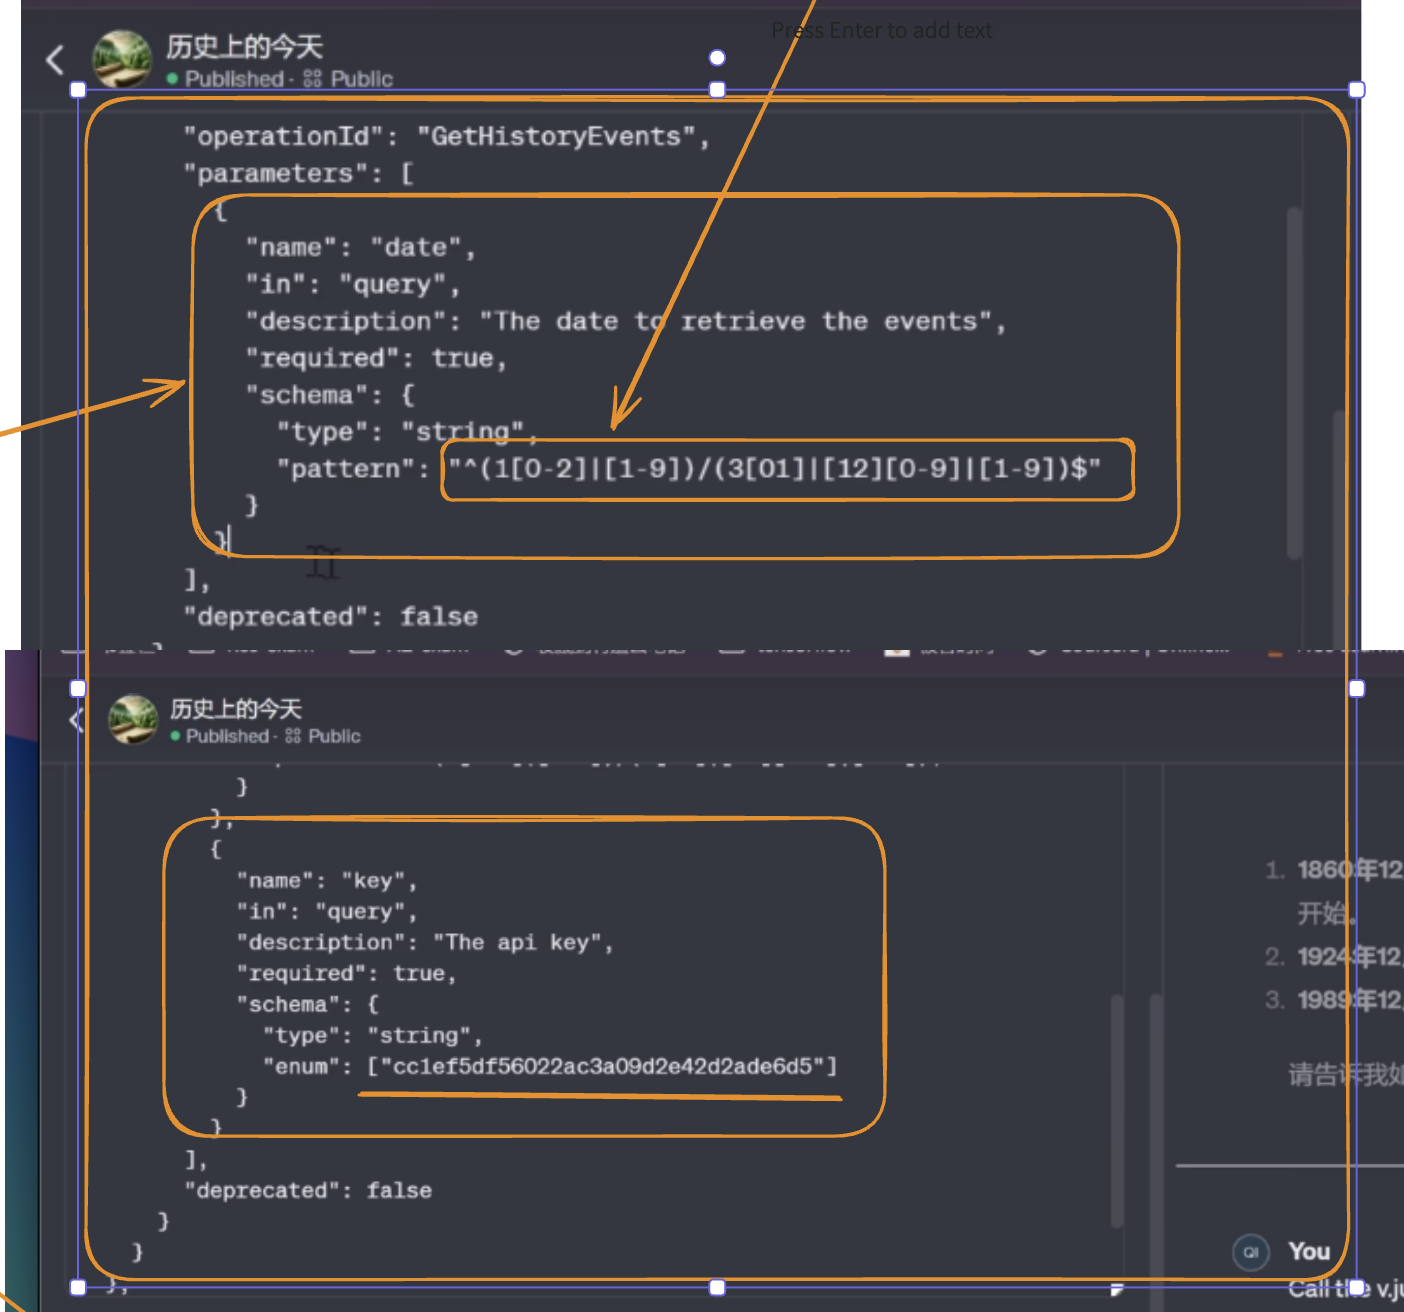 Press Enter to add text
历史上的今天
Published · Public
"operationId": "GetHistoryEvents",
"parameters": [
{
"name": "date",
"in": "query",
"description": "The date to retrieve the events",
"required": true,
"schema": {
"type": "string",
"pattern": "^(1[0-2]|[1-9])/(3[01]|[12][0-9]|[1-9])$"
}
}
],
"deprecated": false
}
历史上的今天
Published · Public
}
},
{
"name": "key",
"in": "query",
"description": "The api key",
"required": true,
"schema": {
"type": "string",
"enum": ["cc1ef5df56022ac3a09d2e42d2ade6d5"]
}
}
],
"deprecated": false
}
}
},
1. 1860年12
开始。
2. 1924年12
3. 1989年12
请告诉我如
QI You
Call the v.ju